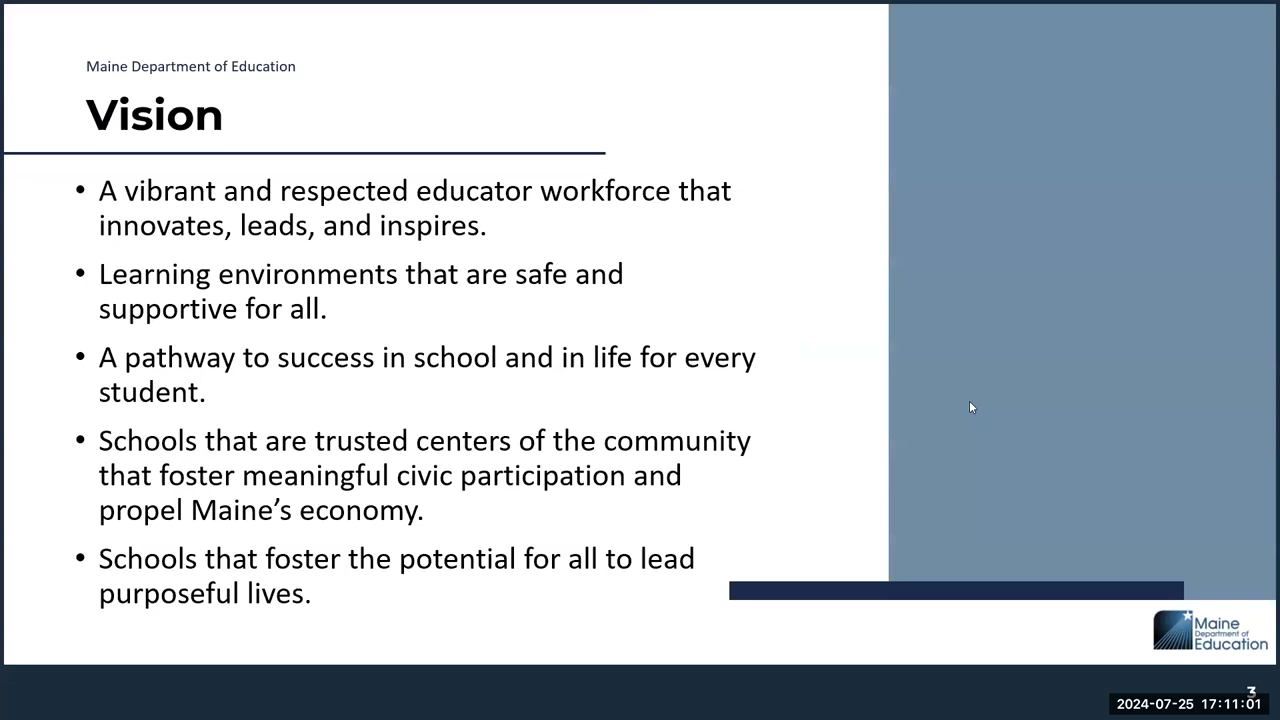 Maine Department of Education
Vision
• A vibrant and respected educator workforce that
innovates, leads, and inspires.
• Learning environments that are safe and
supportive for all.
• A pathway to success in school and in life for every
student.
• Schools that are trusted centers of the community
that foster meaningful civic participation and
propel Maine’s economy.
• Schools that foster the potential for all to lead
purposeful lives.
Maine
Department of
Education
3
2024-07-25 17:11:01